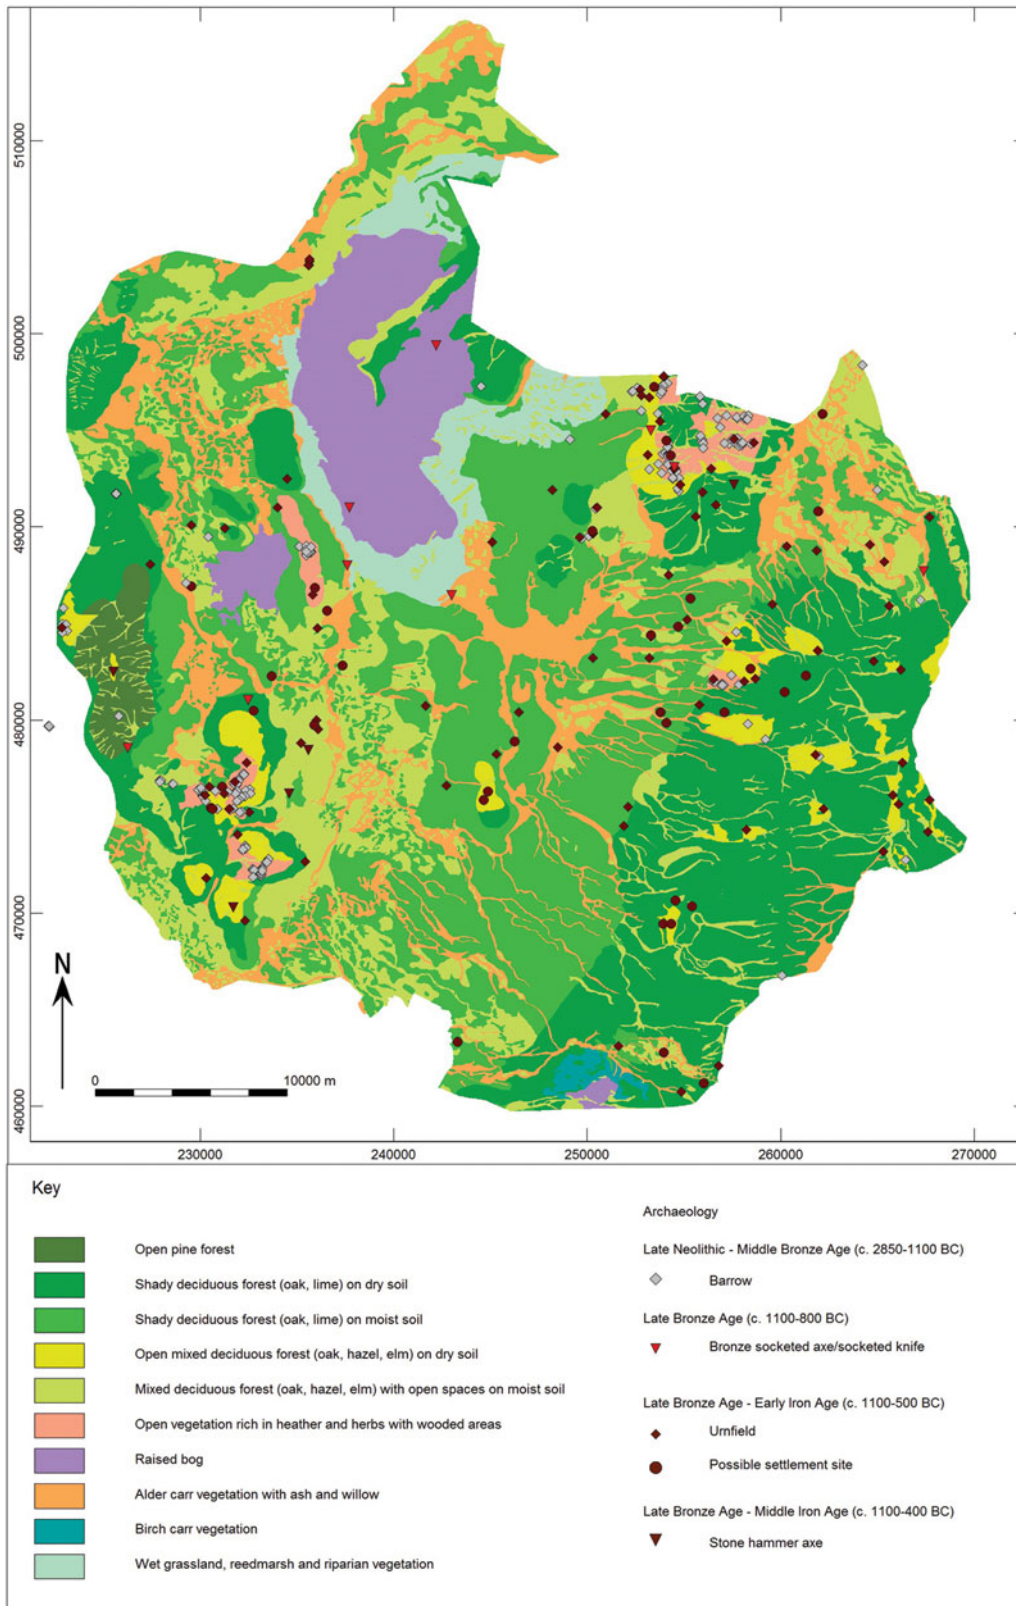 510000
500000
490000
480000
470000
460000
N
0 10000 m
230000 240000 250000 260000 270000
Key
Open pine forest
Shady deciduous forest (oak, lime) on dry soil
Shady deciduous forest (oak, lime) on moist soil
Open mixed deciduous forest (oak, hazel, elm) on dry soil
Mixed deciduous forest (oak, hazel, elm) with open spaces on moist soil
Open vegetation rich in heather and herbs with wooded areas
Raised bog
Alder carr vegetation with ash and willow
Birch carr vegetation
Wet grassland, reedmarsh and riparian vegetation
Archaeology
Late Neolithic - Middle Bronze Age (c. 2850-1100 BC)
Barrow
Late Bronze Age (c. 1100-800 BC)
Bronze socketed axe/socketed knife
Late Bronze Age - Early Iron Age (c. 1100-500 BC)
Urnfield
Possible settlement site
Late Bronze Age - Middle Iron Age (c. 1100-400 BC)
Stone hammer axe